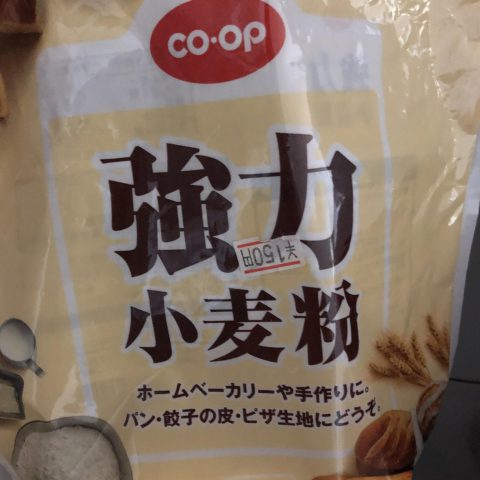 CO·OP
強力
¥150円
小麦粉
ホームベーカリーや手作りに。
パン・餃子の皮・ピザ生地にどうぞ。